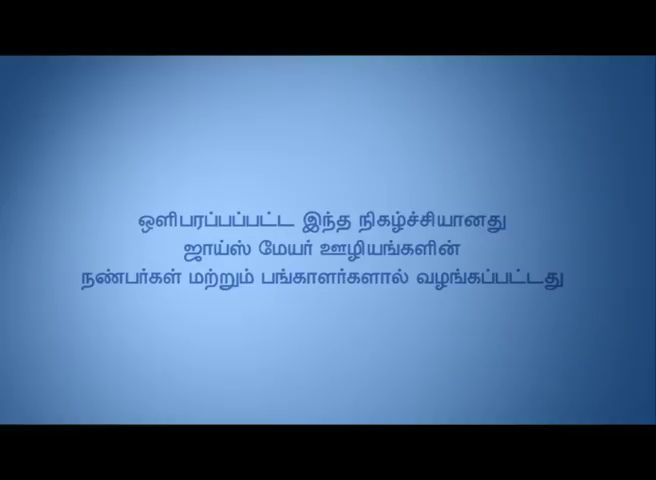 ஒளிபரப்பப்பட்ட இந்த நிகழ்ச்சியானது
ஜாய்ஸ் மேயர் ஊழியங்களின்
நண்பர்கள் மற்றும் பங்காளர்களால் வழங்கப்பட்டது